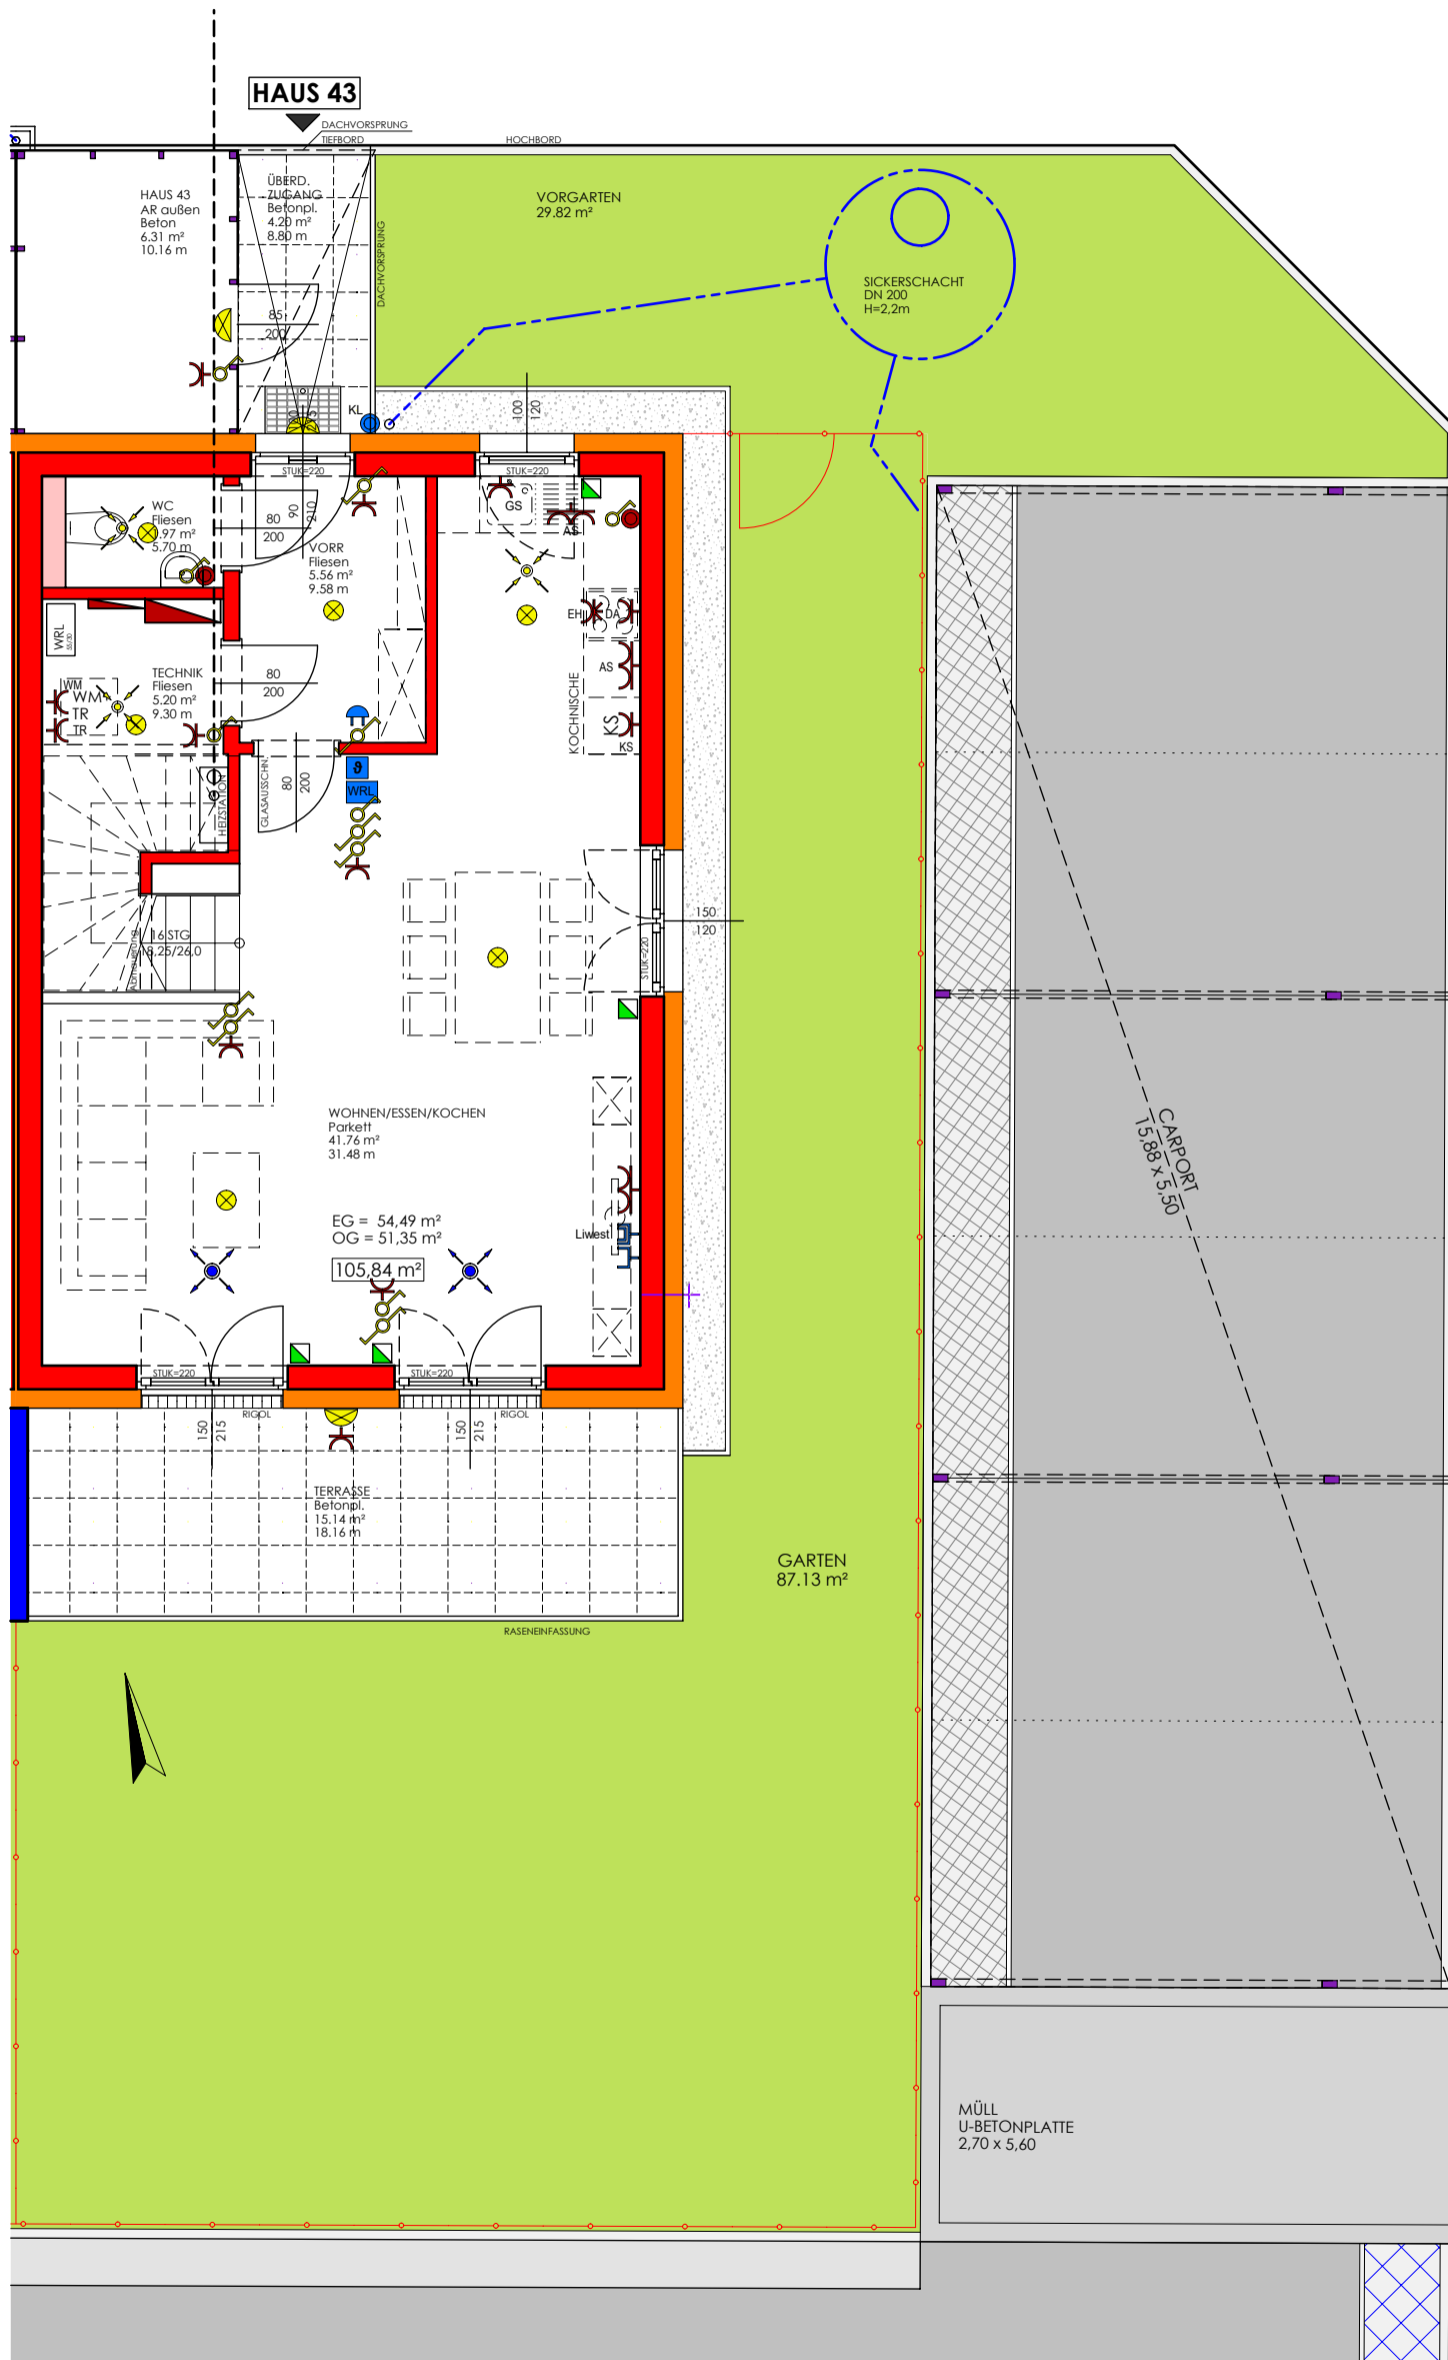 HAUS 43
DACHVORSPRUNG
TIEFBORD
HOCHBORD
HAUS 43
AR außen
Beton
6.31 m²
10.16 m
ÜBERD.
ZUGANG
Betonpl.
4.20 m²
8.80 m
DACHVORSPRUNG
VORGARTEN
29.82 m²
SICKERSCHACHT
DN 200
H=2,2m
85
200
KL
100
120
STUK=220
STUK=220
WC
Fliesen
5.70 m
80
200
90
210
VORR
Fliesen
5.56 m²
9.58 m
GS
AS
EH
DA
AS
KS
KS
KOCHNISCHE
WRL
TECHNIK
Fliesen
5.20 m²
9.30 m
WM
WM
TR
TR
80
200
HEIZSTATION
GLASAUSSCHN.
80
200
WRL
16 STG
18,25/26,0
150
120
STUK=220
WOHNEN/ESSEN/KOCHEN
Parkett
41.76 m²
31.48 m
EG = 54,49 m²
OG = 51,35 m²
105,84 m²
Liwest
CARPORT
15,88 x 5,50
STUK=220
STUK=220
RIGOL
RIGOL
150
215
150
215
TERRASSE
Betonpl.
15.14 m²
18.16 m
GARTEN
87.13 m²
RASENEINFASSUNG
MÜLL
U-BETONPLATTE
2,70 x 5,60